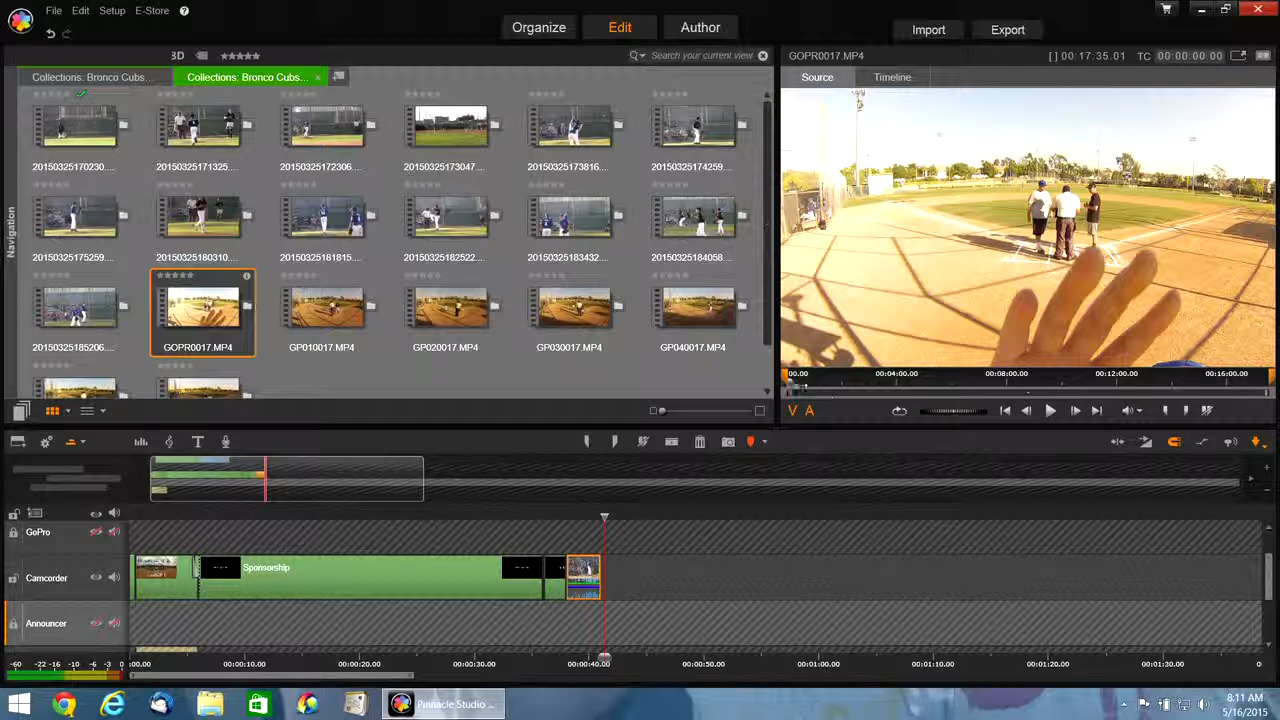 File Edit Setup E-Store ?
Organize Edit Author Import Export
3D Search your current view GOPR0017.MP4 [ ] 00:17:35.01 TC 00:00:00.00
Collections: Bronco Cubs... Collections: Bronco Cubs... × Source Timeline
20150325170230.... 20150325171325.... 20150325172306.... 20150325173047.... 20150325173816.... 20150325174259....
Navigation
20150325175259.... 20150325180310.... 20150325181815.... 20150325182522.... 20150325183432.... 20150325184058....
20150325185206.... GOPR0017.MP4 GP010017.MP4 GP020017.MP4 GP030017.MP4 GP040017.MP4
00.00 00:04:00.00 00:08:00.00 00:12:00.00 00:16:00.00
V A
GoPro
Camcorder Sponsorship
Announcer
-60 -22 -16 -10 -6 -3 0 :00.00 00:00:10.00 00:00:20.00 00:00:30.00 00:00:40.00 00:00:50.00 00:01:00.00 00:01:10.00 00:01:20.00 00:01:30.00
Pinnacle Studio ...
8:11 AM
5/16/2015